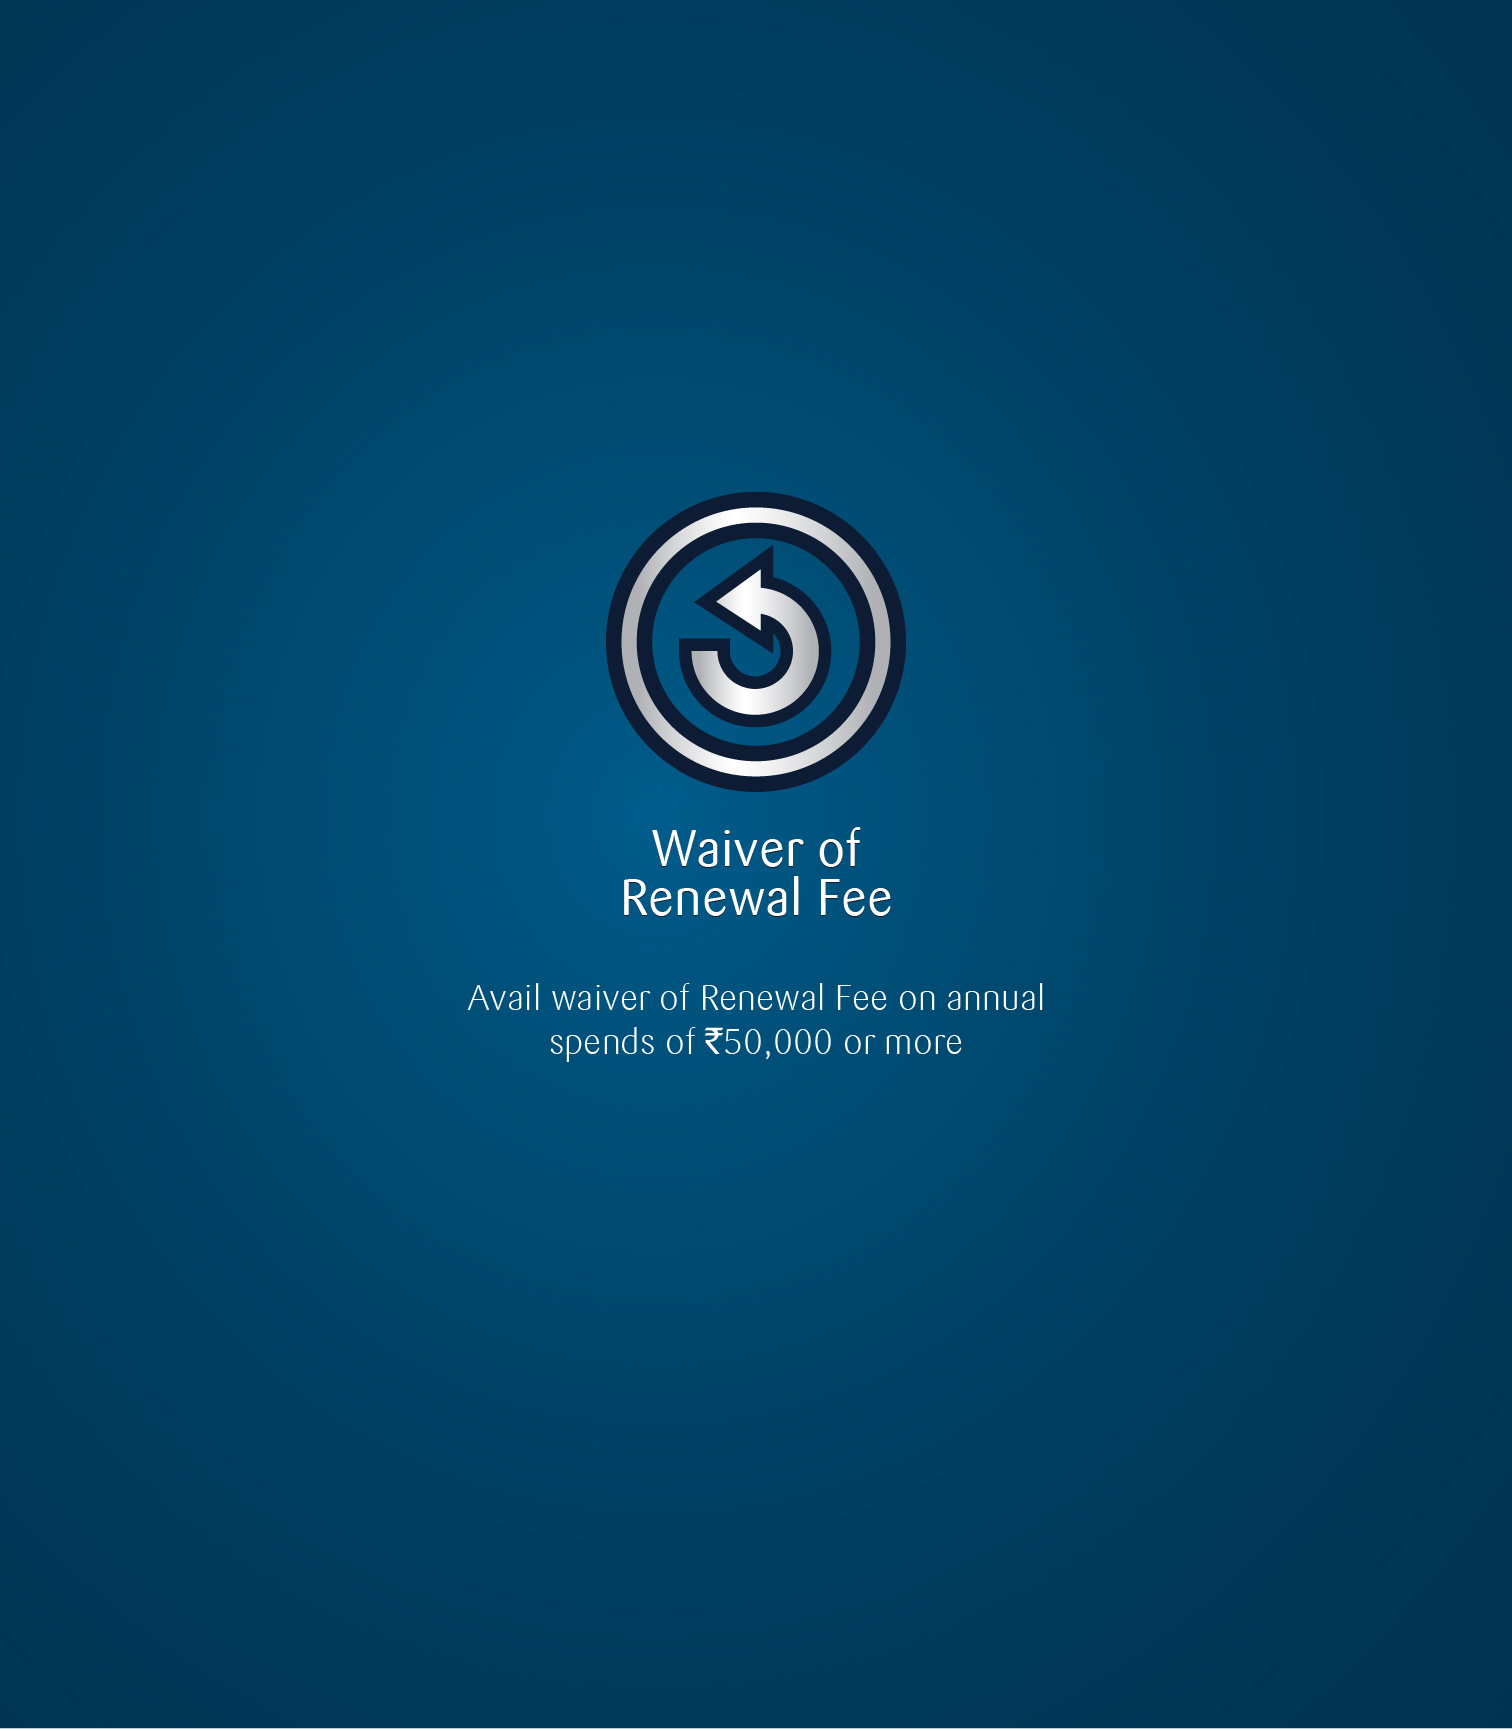 Waiver of
Renewal Fee
Avail waiver of Renewal Fee on annual
spends of ₹50,000 or more